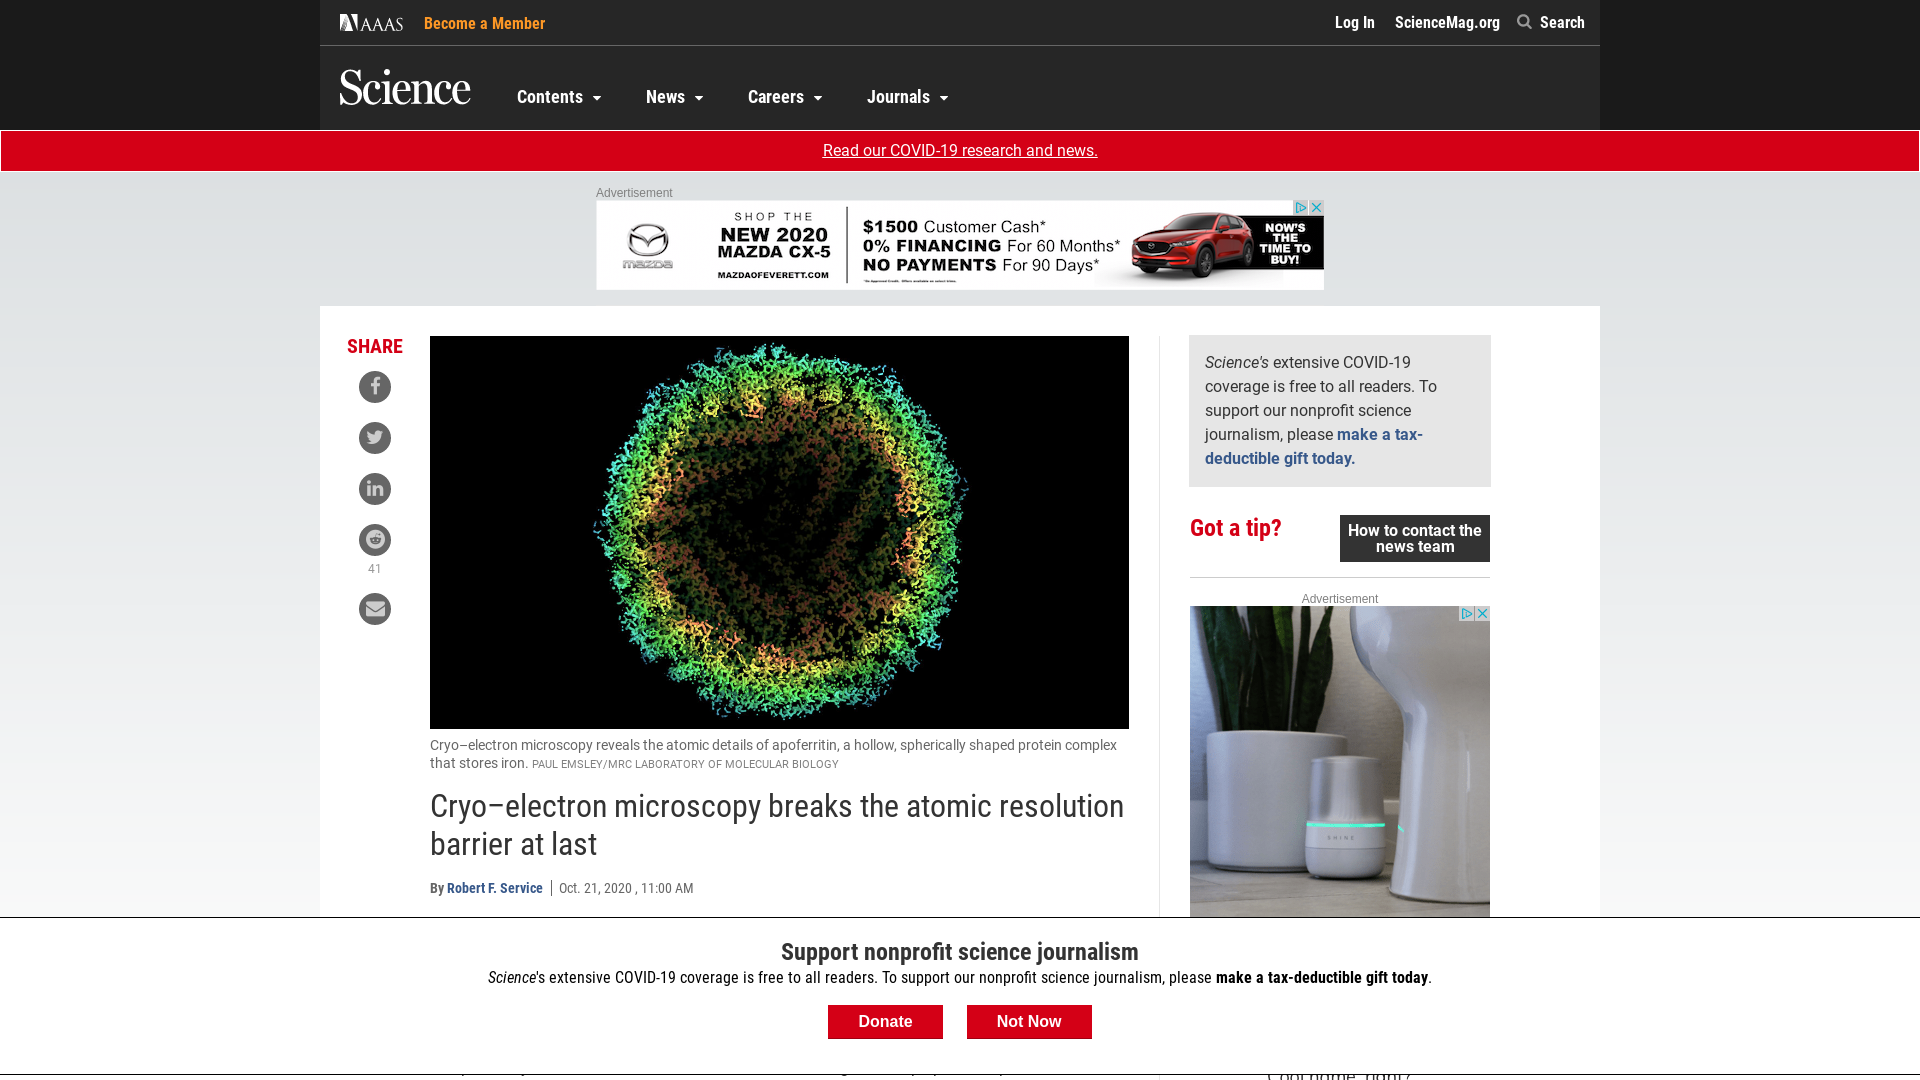 AAAS Become a Member Log In ScienceMag.org Search
Science Contents News Careers Journals
Read our COVID-19 research and news.
Advertisement
mazda
SHOP THE
NEW 2020
MAZDA CX-5
MAZDAOFEVERETT.COM
$1500 Customer Cash*
0% FINANCING For 60 Months*
NO PAYMENTS For 90 Days*
NOW'S
THE
TIME TO
BUY!
SHARE
41
Cryo–electron microscopy reveals the atomic details of apoferritin, a hollow, spherically shaped protein complex
that stores iron. PAUL EMSLEY/MRC LABORATORY OF MOLECULAR BIOLOGY
Cryo–electron microscopy breaks the atomic resolution
barrier at last
By Robert F. Service Oct. 21, 2020 , 11:00 AM
Science's extensive COVID-19
coverage is free to all readers. To
support our nonprofit science
journalism, please make a tax-
deductible gift today.
Got a tip?
How to contact the
news team
Advertisement
SHINE
Support nonprofit science journalism
Science's extensive COVID-19 coverage is free to all readers. To support our nonprofit science journalism, please make a tax-deductible gift today.
Donate Not Now